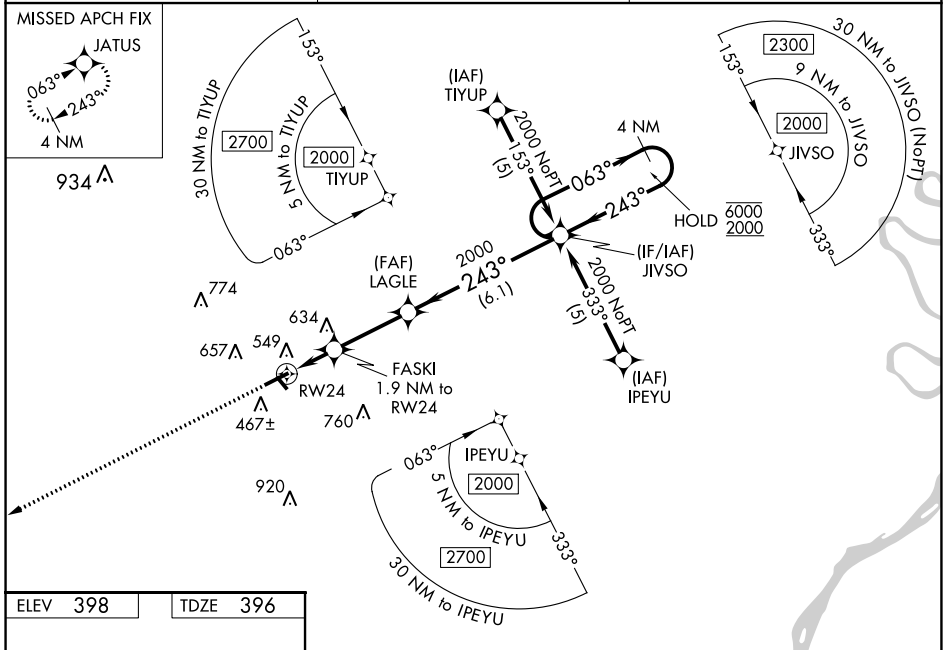 MISSED APCH FIX
JATUS
063°
243°
4 NM
934
30 NM to TIYUP
153°
2700
5 NM to TIYUP
2000
TIYUP
063°
(IAF)
TIYUP
2000 NoPT
153°
(5)
4 NM
063°
243°
HOLD
6000
2000
(IF/IAF)
JIVSO
2300
153°
30 NM to JIVSO (NoPT)
9 NM to JIVSO
2000
JIVSO
333°
2000
243°
(6.1)
(FAF)
LAGLE
2000 NoPT
333°
(5)
(IAF)
IPEYU
774
634
657
549
FASKI
1.9 NM to
RW24
RW24
467±
760
920
063°
IPEYU
2000
5 NM to IPEYU
333°
2700
30 NM to IPEYU
ELEV 398
TDZE 396